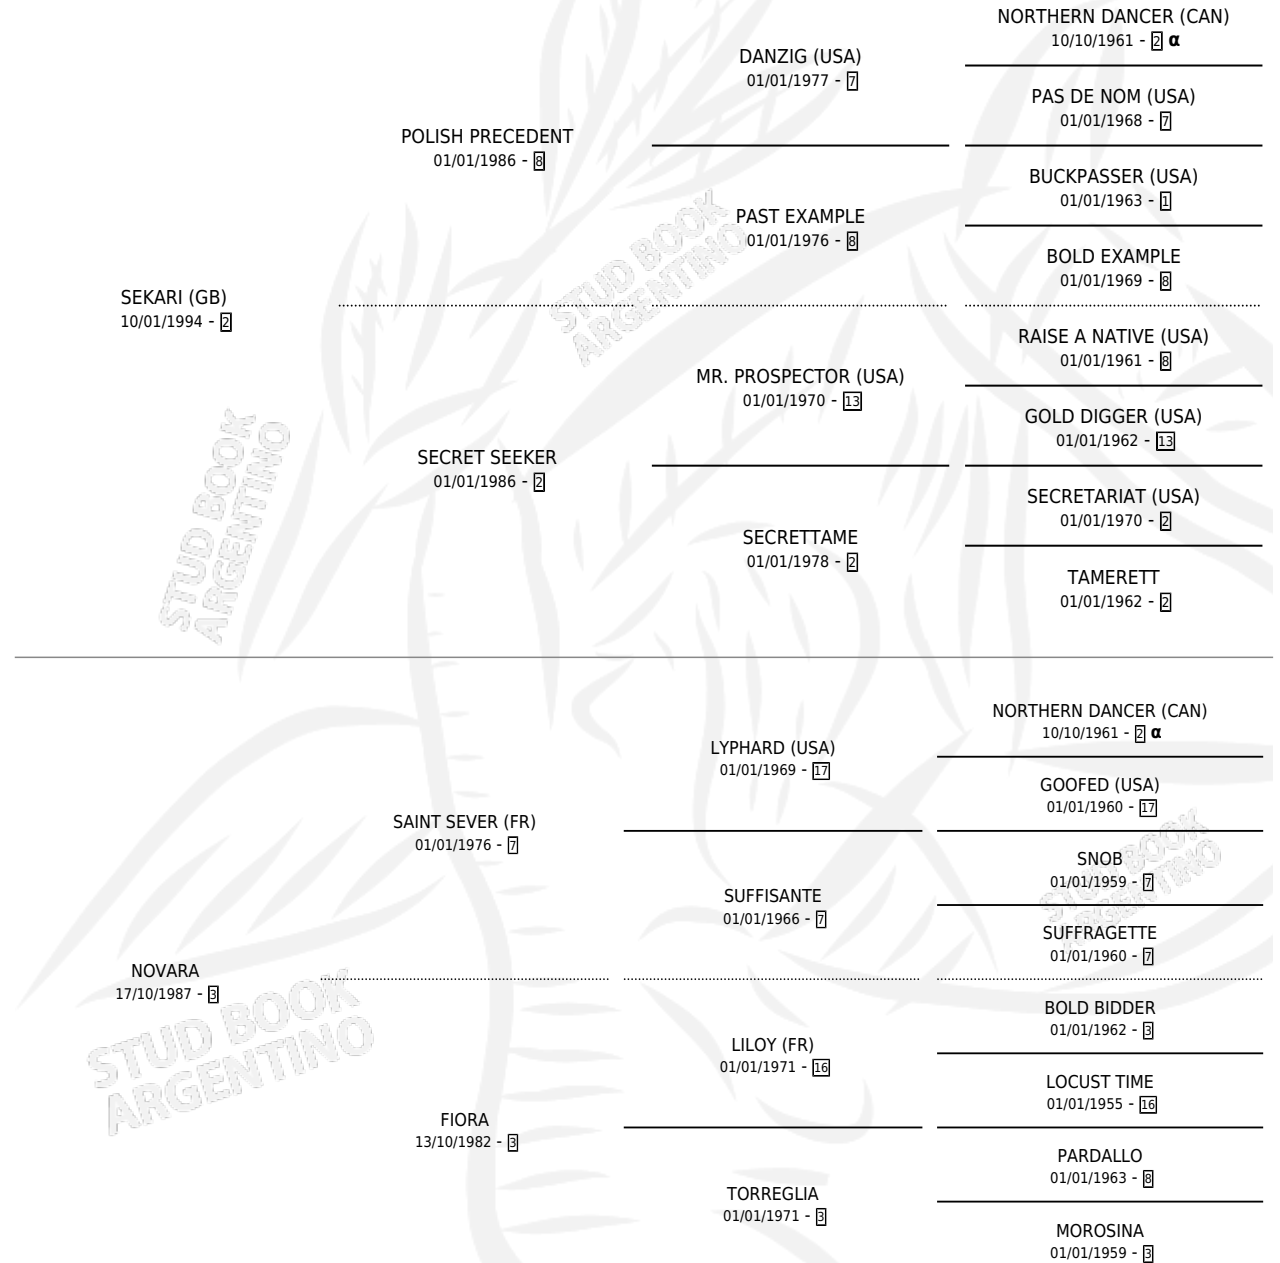 NORTHERN DANCER (CAN)
10/10/1961 - 2 α
DANZIG (USA)
01/01/1977 - 7
PAS DE NOM (USA)
01/01/1968 - 7
POLISH PRECEDENT
01/01/1986 - 8
BUCKPASSER (USA)
01/01/1963 - 1
PAST EXAMPLE
01/01/1976 - 8
BOLD EXAMPLE
01/01/1969 - 8
STUD BOOK
ARGENTINO
SEKARI (GB)
10/01/1994 - 2
RAISE A NATIVE (USA)
01/01/1961 - 8
MR. PROSPECTOR (USA)
01/01/1970 - 13
GOLD DIGGER (USA)
01/01/1962 - 13
SECRET SEEKER
01/01/1986 - 2
SECRETARIAT (USA)
01/01/1970 - 2
SECRETTAME
01/01/1978 - 2
TAMERETT
01/01/1962 - 2
STUD BOOK
ARGENTINO
NORTHERN DANCER (CAN)
10/10/1961 - 2 α
LYPHARD (USA)
01/01/1969 - 17
GOOFED (USA)
01/01/1960 - 17
SAINT SEVER (FR)
01/01/1976 - 7
SNOB
01/01/1959 - 7
SUFFISANTE
01/01/1966 - 7
SUFFRAGETTE
01/01/1960 - 7
STUD BOOK
ARGENTINO
NOVARA
17/10/1987 - 3
BOLD BIDDER
01/01/1962 - 3
LILOY (FR)
01/01/1971 - 16
LOCUST TIME
01/01/1955 - 16
STUD BOOK
ARGENTINO
FIORA
13/10/1982 - 3
PARDALLO
01/01/1963 - 8
TORREGLIA
01/01/1971 - 3
MOROSINA
01/01/1959 - 3